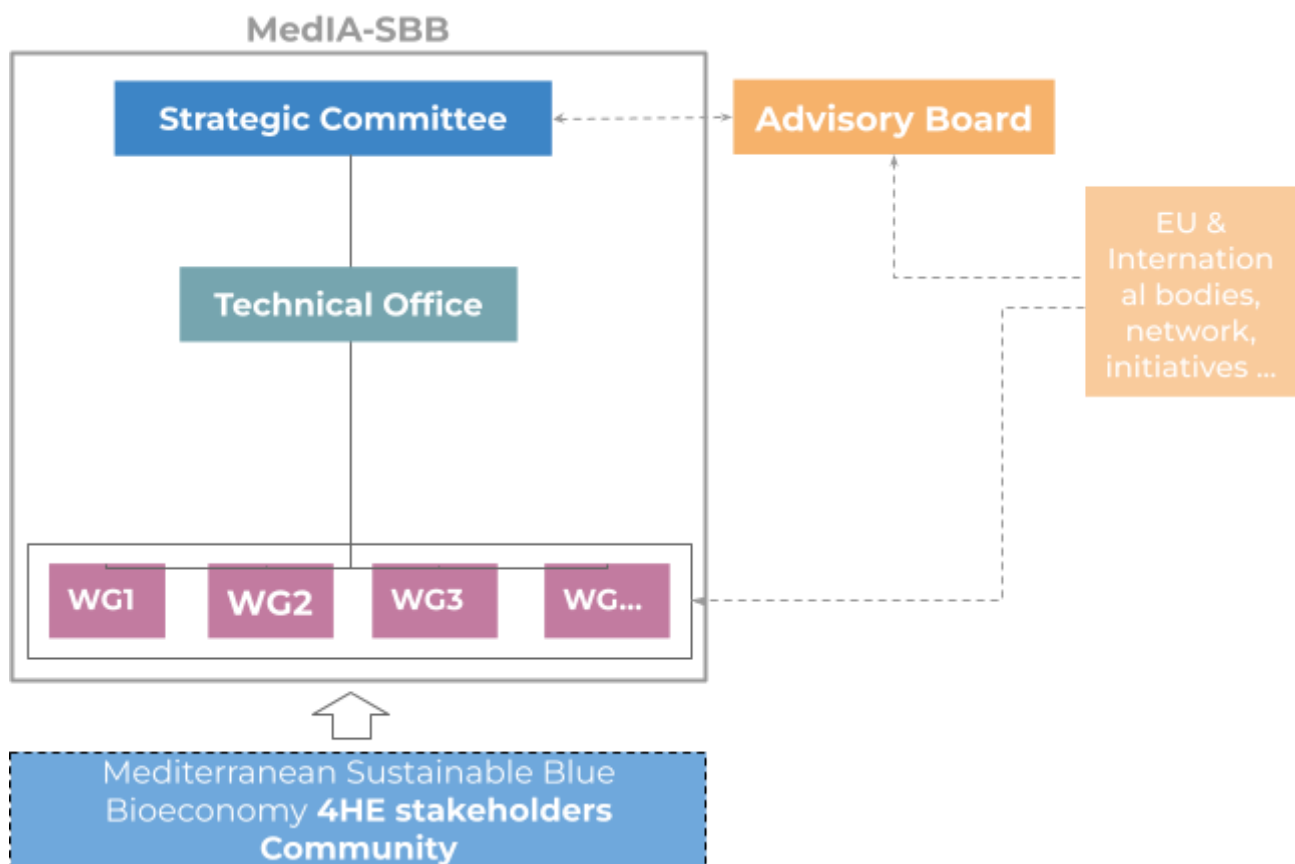 MedIA-SBB
Strategic Committee
Advisory Board
EU &
Internation
al bodies,
network,
initiatives ...
Technical Office
WG1
WG2
WG3
WG...
Mediterranean Sustainable Blue
Bioeconomy 4HE stakeholders
Community